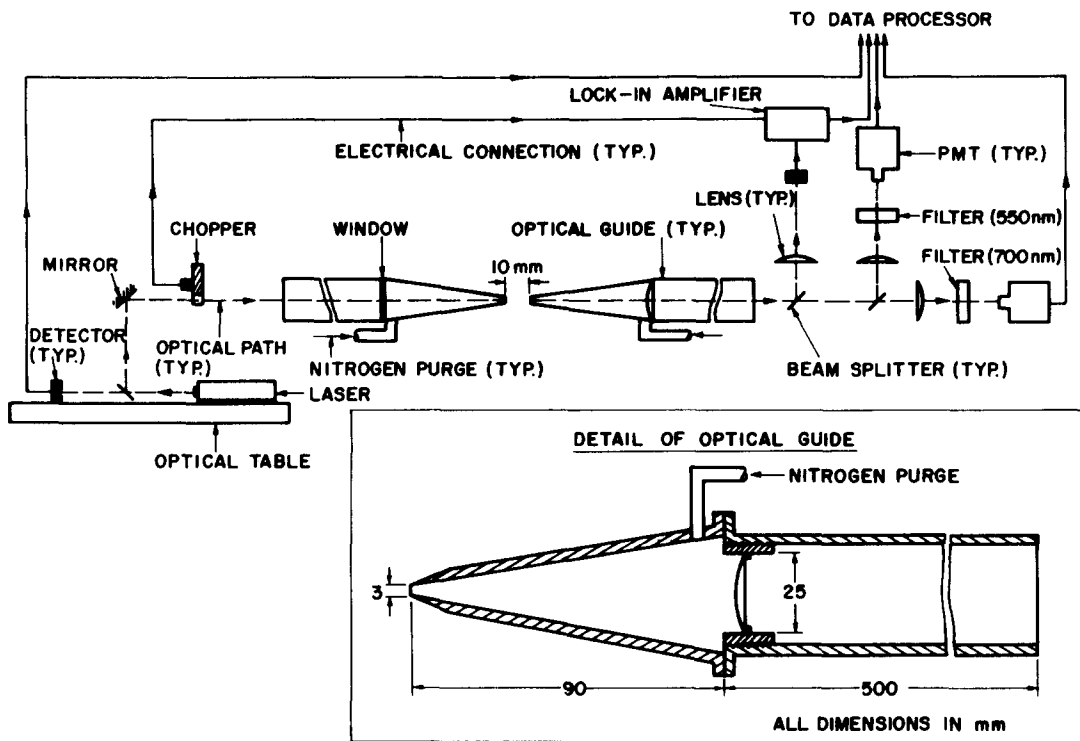 TO DATA PROCESSOR
LOCK-IN AMPLIFIER
ELECTRICAL CONNECTION (TYP.)
PMT (TYP.)
LENS (TYP.)
FILTER (550nm)
CHOPPER
WINDOW
OPTICAL GUIDE (TYP.)
FILTER (700nm)
MIRROR
10 mm
DETECTOR
(TYP.)
OPTICAL PATH
(TYP.)
NITROGEN PURGE (TYP.)
BEAM SPLITTER (TYP.)
LASER
OPTICAL TABLE
DETAIL OF OPTICAL GUIDE
NITROGEN PURGE
3
25
90
500
ALL DIMENSIONS IN mm